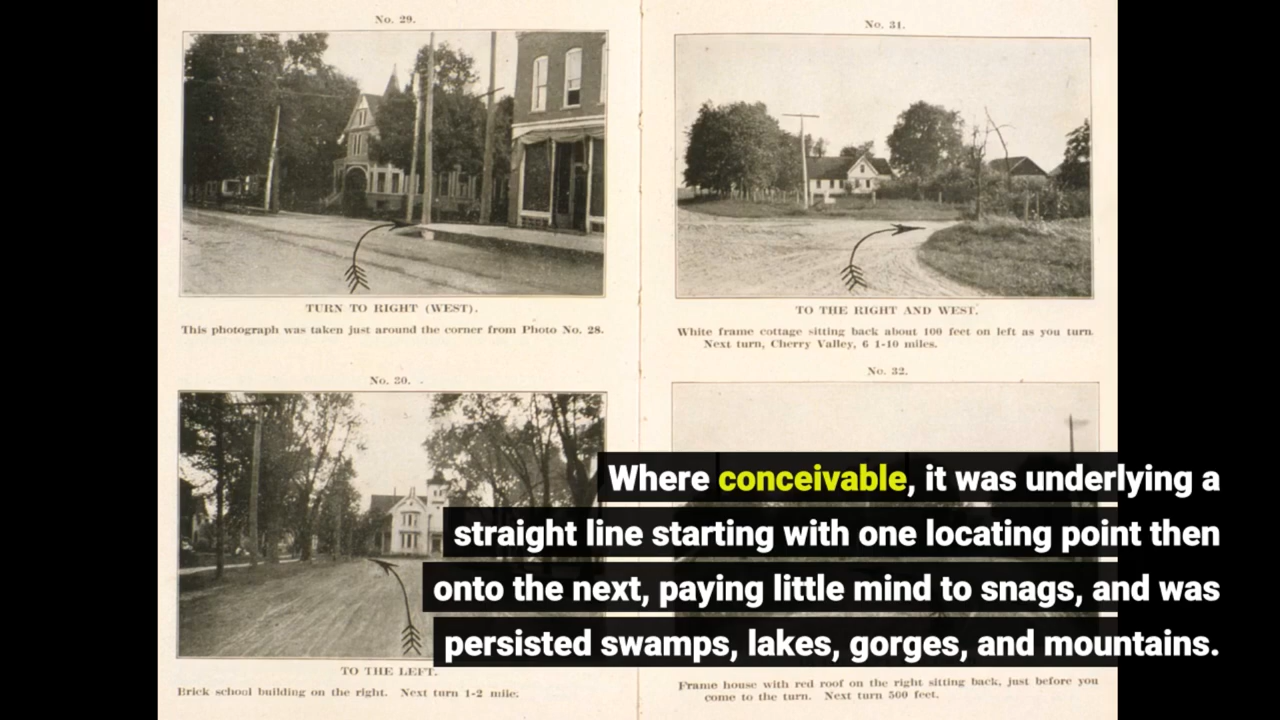 No. 29.
TURN TO RIGHT (WEST).
This photograph was taken just around the corner from Photo No. 28.
No. 30.
TO THE LEFT.
Brick school building on the right. Next turn 1-2 mile.
No. 31.
TO THE RIGHT AND WEST.
White frame cottage sitting back about 100 feet on left as you turn.
Next turn, Cherry Valley, 6 1-10 miles.
No. 32.
Frame house with red roof on the right sitting back, just before you
come to the turn. Next turn 500 feet.
Where conceivable, it was underlying a
straight line starting with one locating point then
onto the next, paying little mind to snags, and was
persisted swamps, lakes, gorges, and mountains.